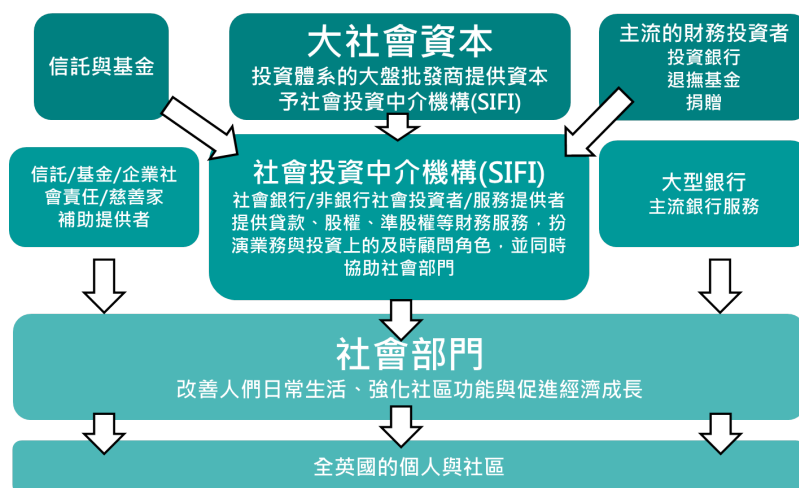 信託與基金
大社會資本
投資體系的大盤批發商提供資本
予社會投資中介機構(SIFI)
主流的財務投資者
投資銀行
退撫基金
捐贈
信託/基金/企業社
會責任/慈善家
補助提供者
社會投資中介機構(SIFI)
社會銀行/非銀行社會投資者/服務提供者
提供貸款、股權、準股權等財務服務，扮
演業務與投資上的及時顧問角色，並同時
協助社會部門
大型銀行
主流銀行服務
社會部門
改善人們日常生活、強化社區功能與促進經濟成長
全英國的個人與社區